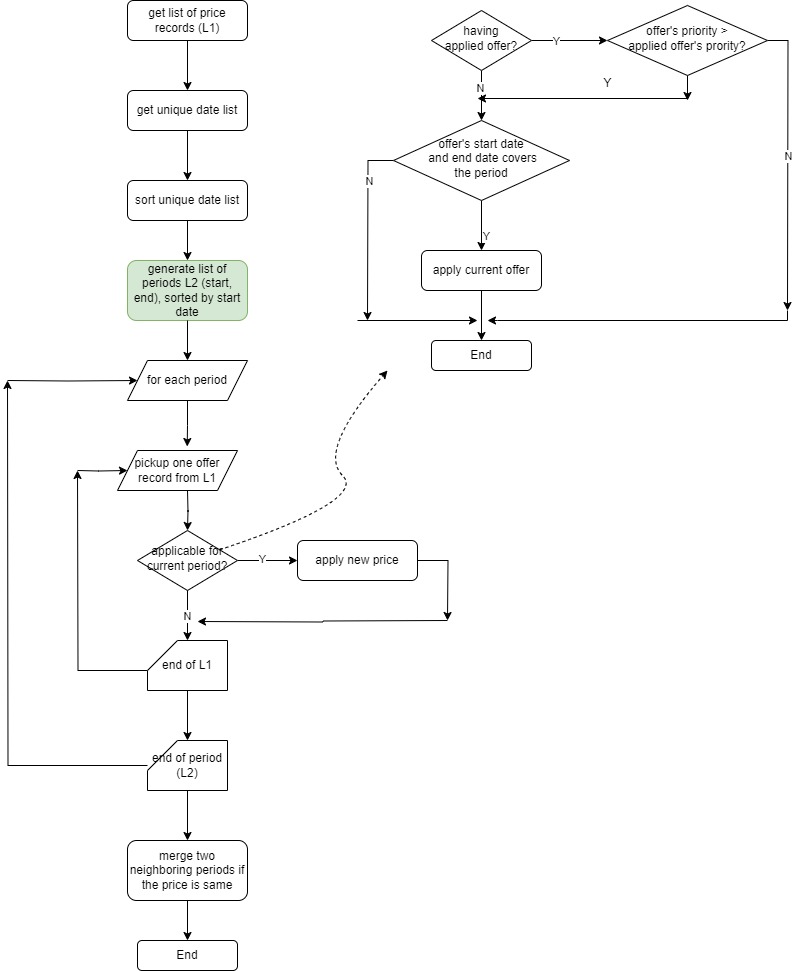 get list of price
records (L1)
get unique date list
sort unique date list
generate list of
periods L2 (start,
end), sorted by start
date
for each period
pickup one offer
record from L1
applicable for
current period?
Y
apply new price
N
end of L1
end of period
(L2)
merge two
neighboring periods if
the price is same
End
having
applied offer?
Y
offer's priority >
applied offer's prority?
N
Y
N
offer's start date
and end date covers
the period
N
Y
apply current offer
End